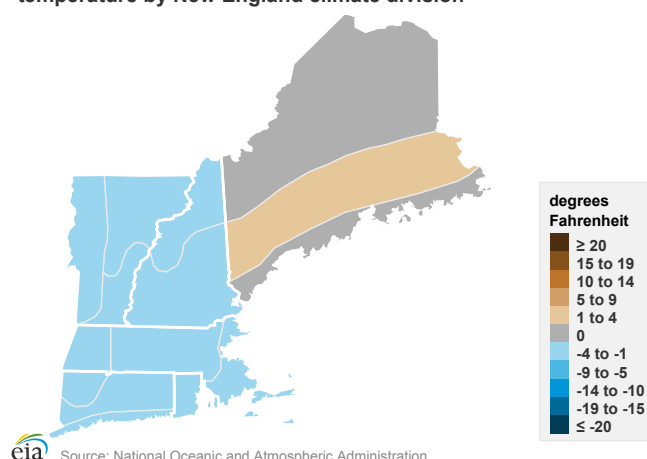 temperature by New England climate division
degrees
Fahrenheit
≥ 20
15 to 19
10 to 14
5 to 9
1 to 4
0
-4 to -1
-9 to -5
-14 to -10
-19 to -15
≤ -20
eia
Source: National Oceanic and Atmospheric Administration